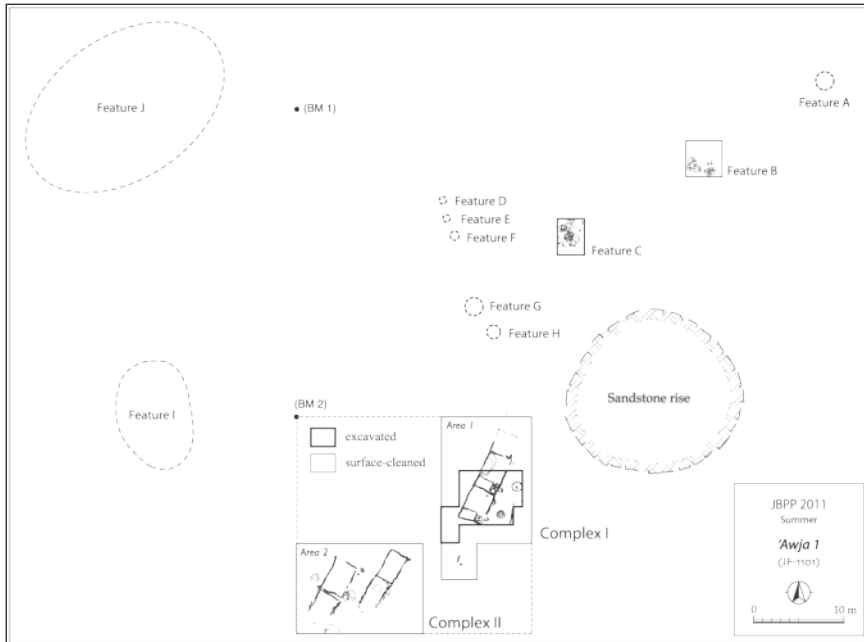 Feature J
(BM 1)
Feature A
Feature B
Feature D
Feature E
Feature F
Feature C
Feature G
Feature H
Sandstone rise
Feature I
(BM 2)
excavated
surface-cleaned
Area 1
Complex I
Area 2
Complex II
JBPP 2011
Summer
'Awja 1
(JF-1101)
0 10 m